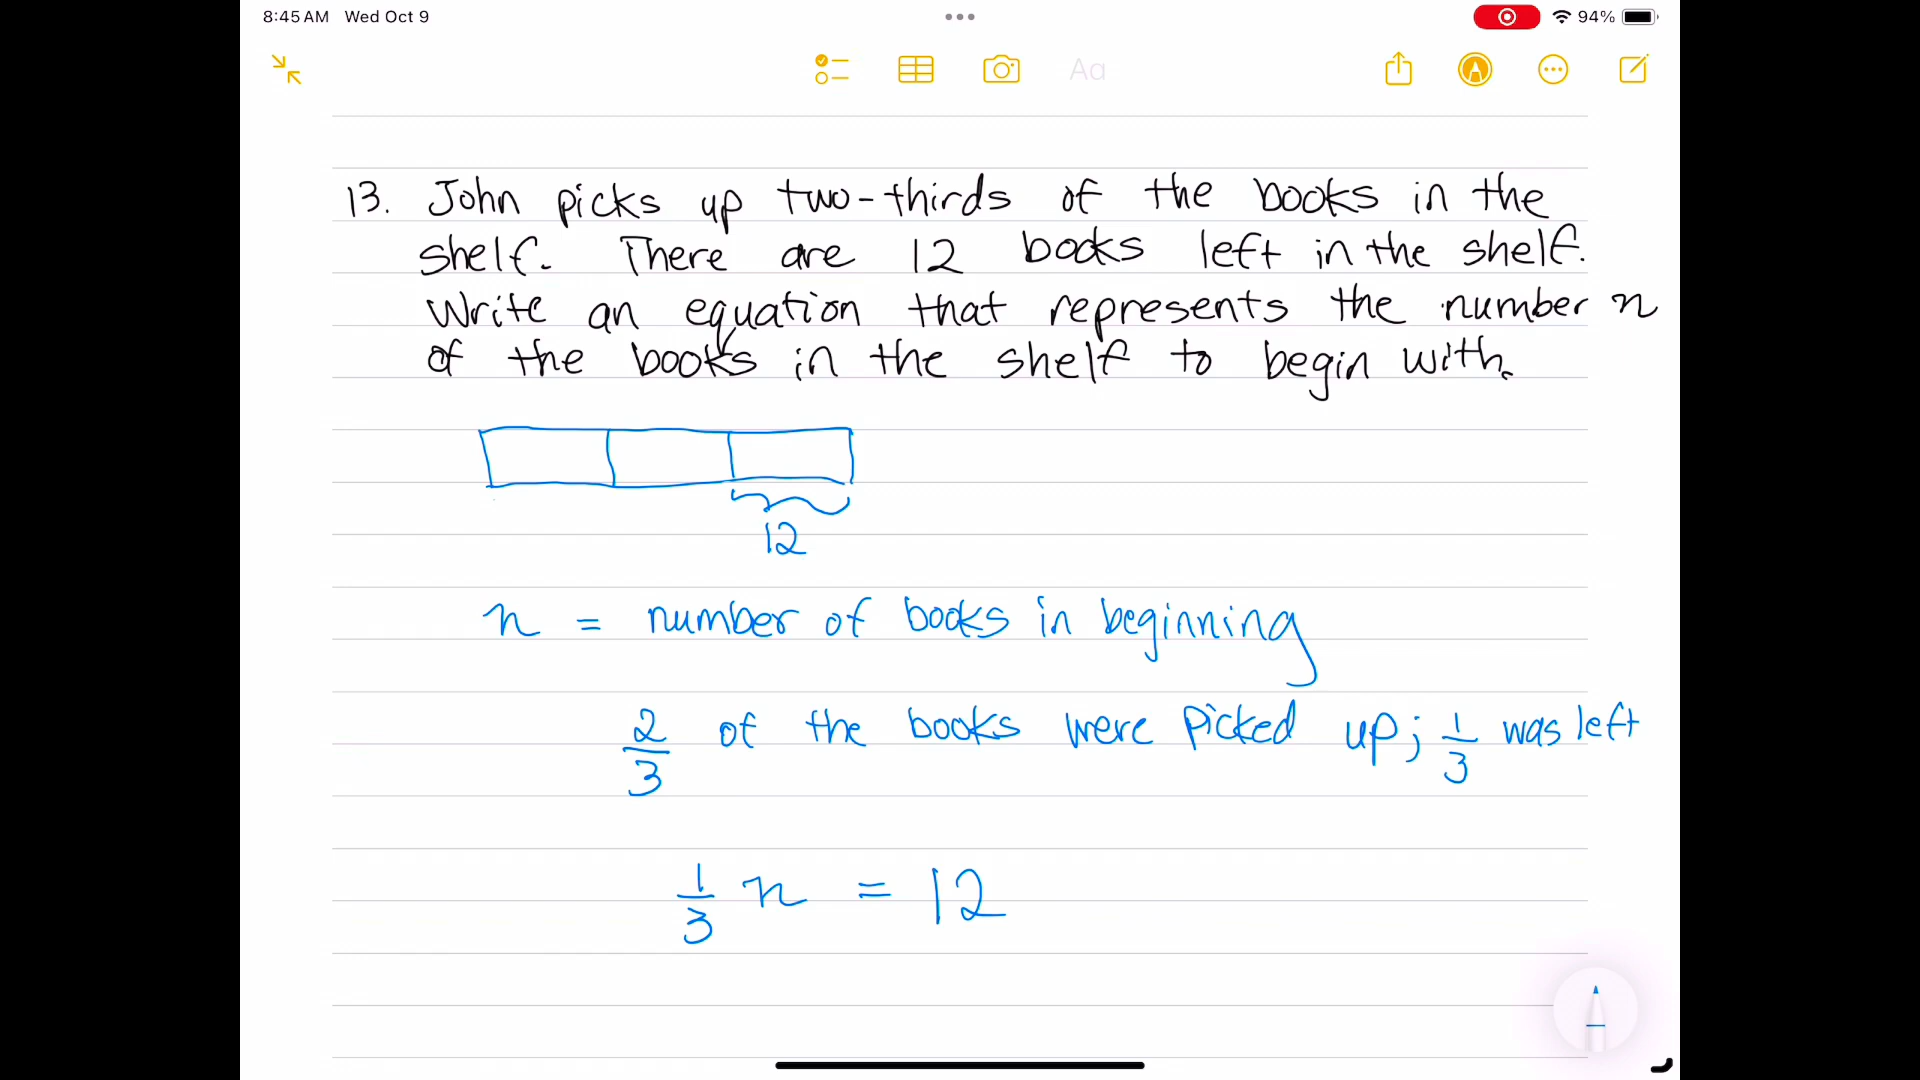 8:45 AM Wed Oct 9
94%
Aa
13. John picks up two-thirds of the books in the
shelf. There are 12 books left in the shelf.
Write an equation that represents the number n
of the books in the shelf to begin with.
12
n = number of books in beginning
2/3 of the books were picked up; 1/3 was left
1/3 n = 12